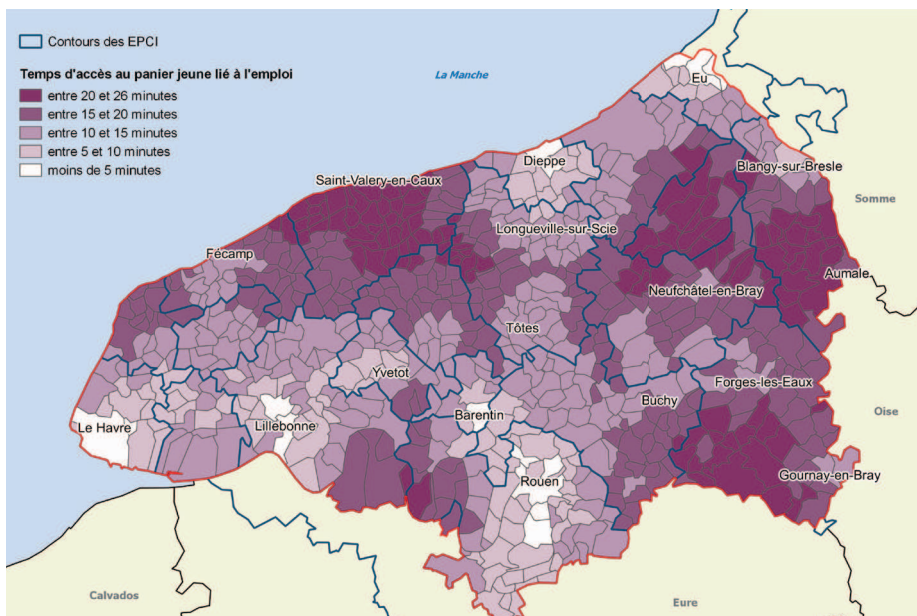 Contours des EPCI
Temps d'accès au panier jeune lié à l'emploi
entre 20 et 26 minutes
entre 15 et 20 minutes
entre 10 et 15 minutes
entre 5 et 10 minutes
moins de 5 minutes
La Manche
Eu
Dieppe
Blangy-sur-Bresle
Saint-Valery-en-Caux
Somme
Longueville-sur-Scie
Fécamp
Aumale
Neufchâtel-en-Bray
Tôtes
Yvetot
Forges-les-Eaux
Buchy
Barentin
Oise
Le Havre
Lillebonne
Gournay-en-Bray
Rouen
Calvados
Eure